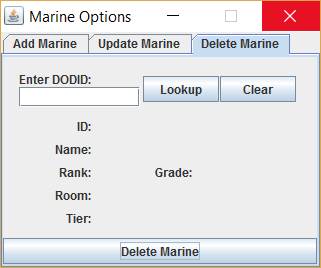 Marine Options
Add Marine Update Marine Delete Marine
Enter DODID:
Lookup Clear
ID:
Name:
Rank: Grade:
Room:
Tier:
Delete Marine